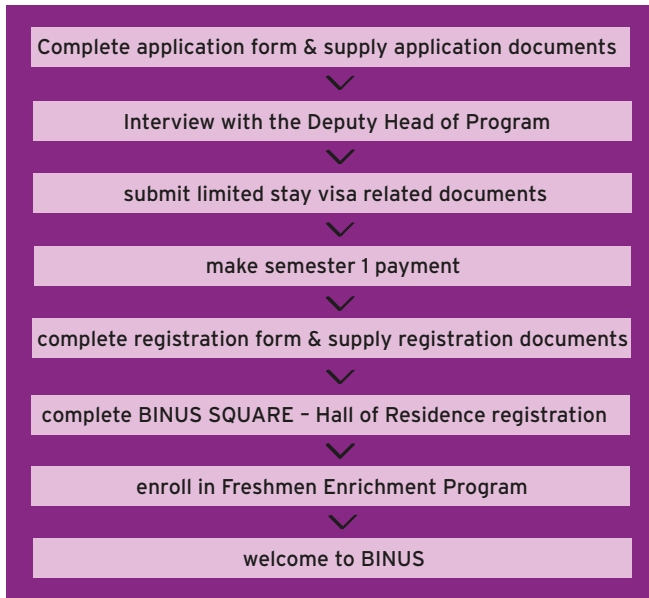 Complete application form & supply application documents
Interview with the Deputy Head of Program
submit limited stay visa related documents
make semester 1 payment
complete registration form & supply registration documents
complete BINUS SQUARE – Hall of Residence registration
enroll in Freshmen Enrichment Program
welcome to BINUS